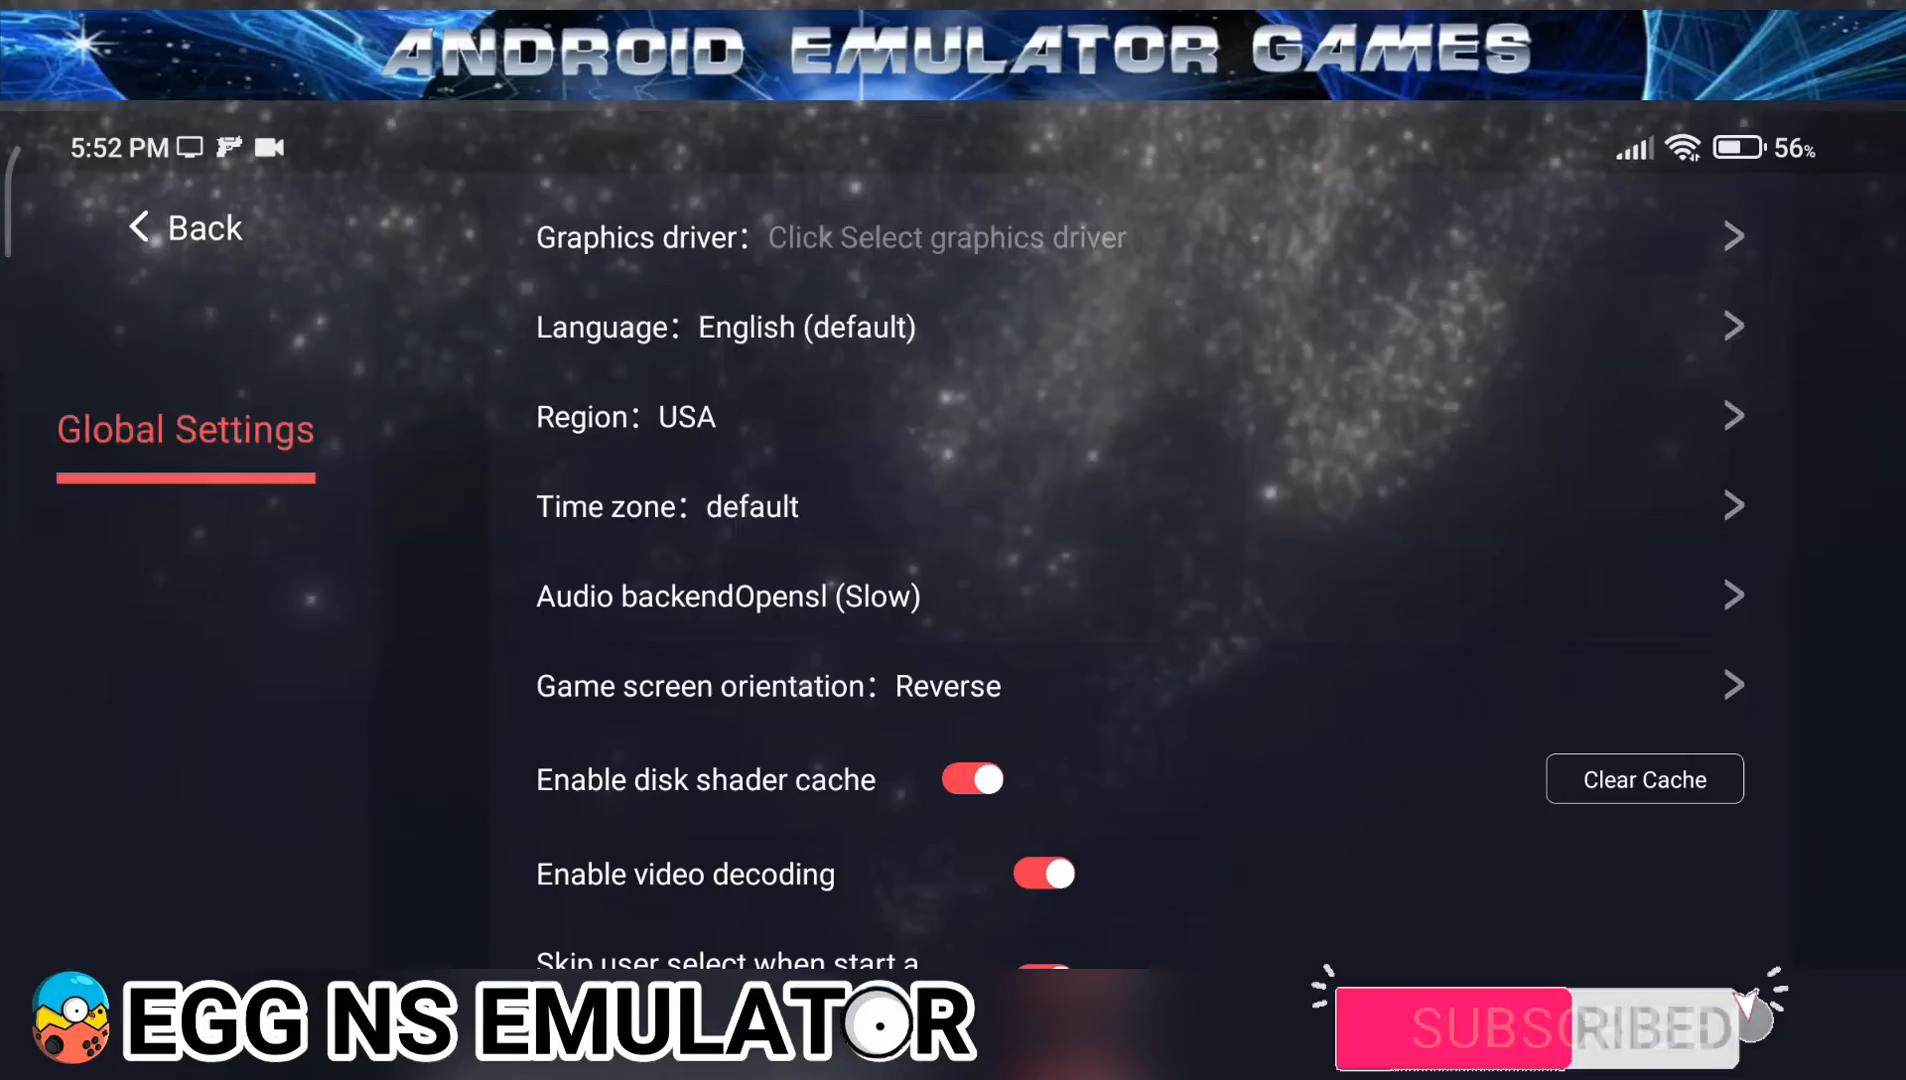 ANDROID EMULATOR GAMES
5:52 PM
56%
Back
Graphics driver： Click Select graphics driver
Language： English (default)
Region： USA
Global Settings
Time zone： default
Audio backendOpensl (Slow)
Game screen orientation： Reverse
Enable disk shader cache
Clear Cache
Enable video decoding
Skip user select when start a
EGG NS EMULATOR
SUBSCRIBED